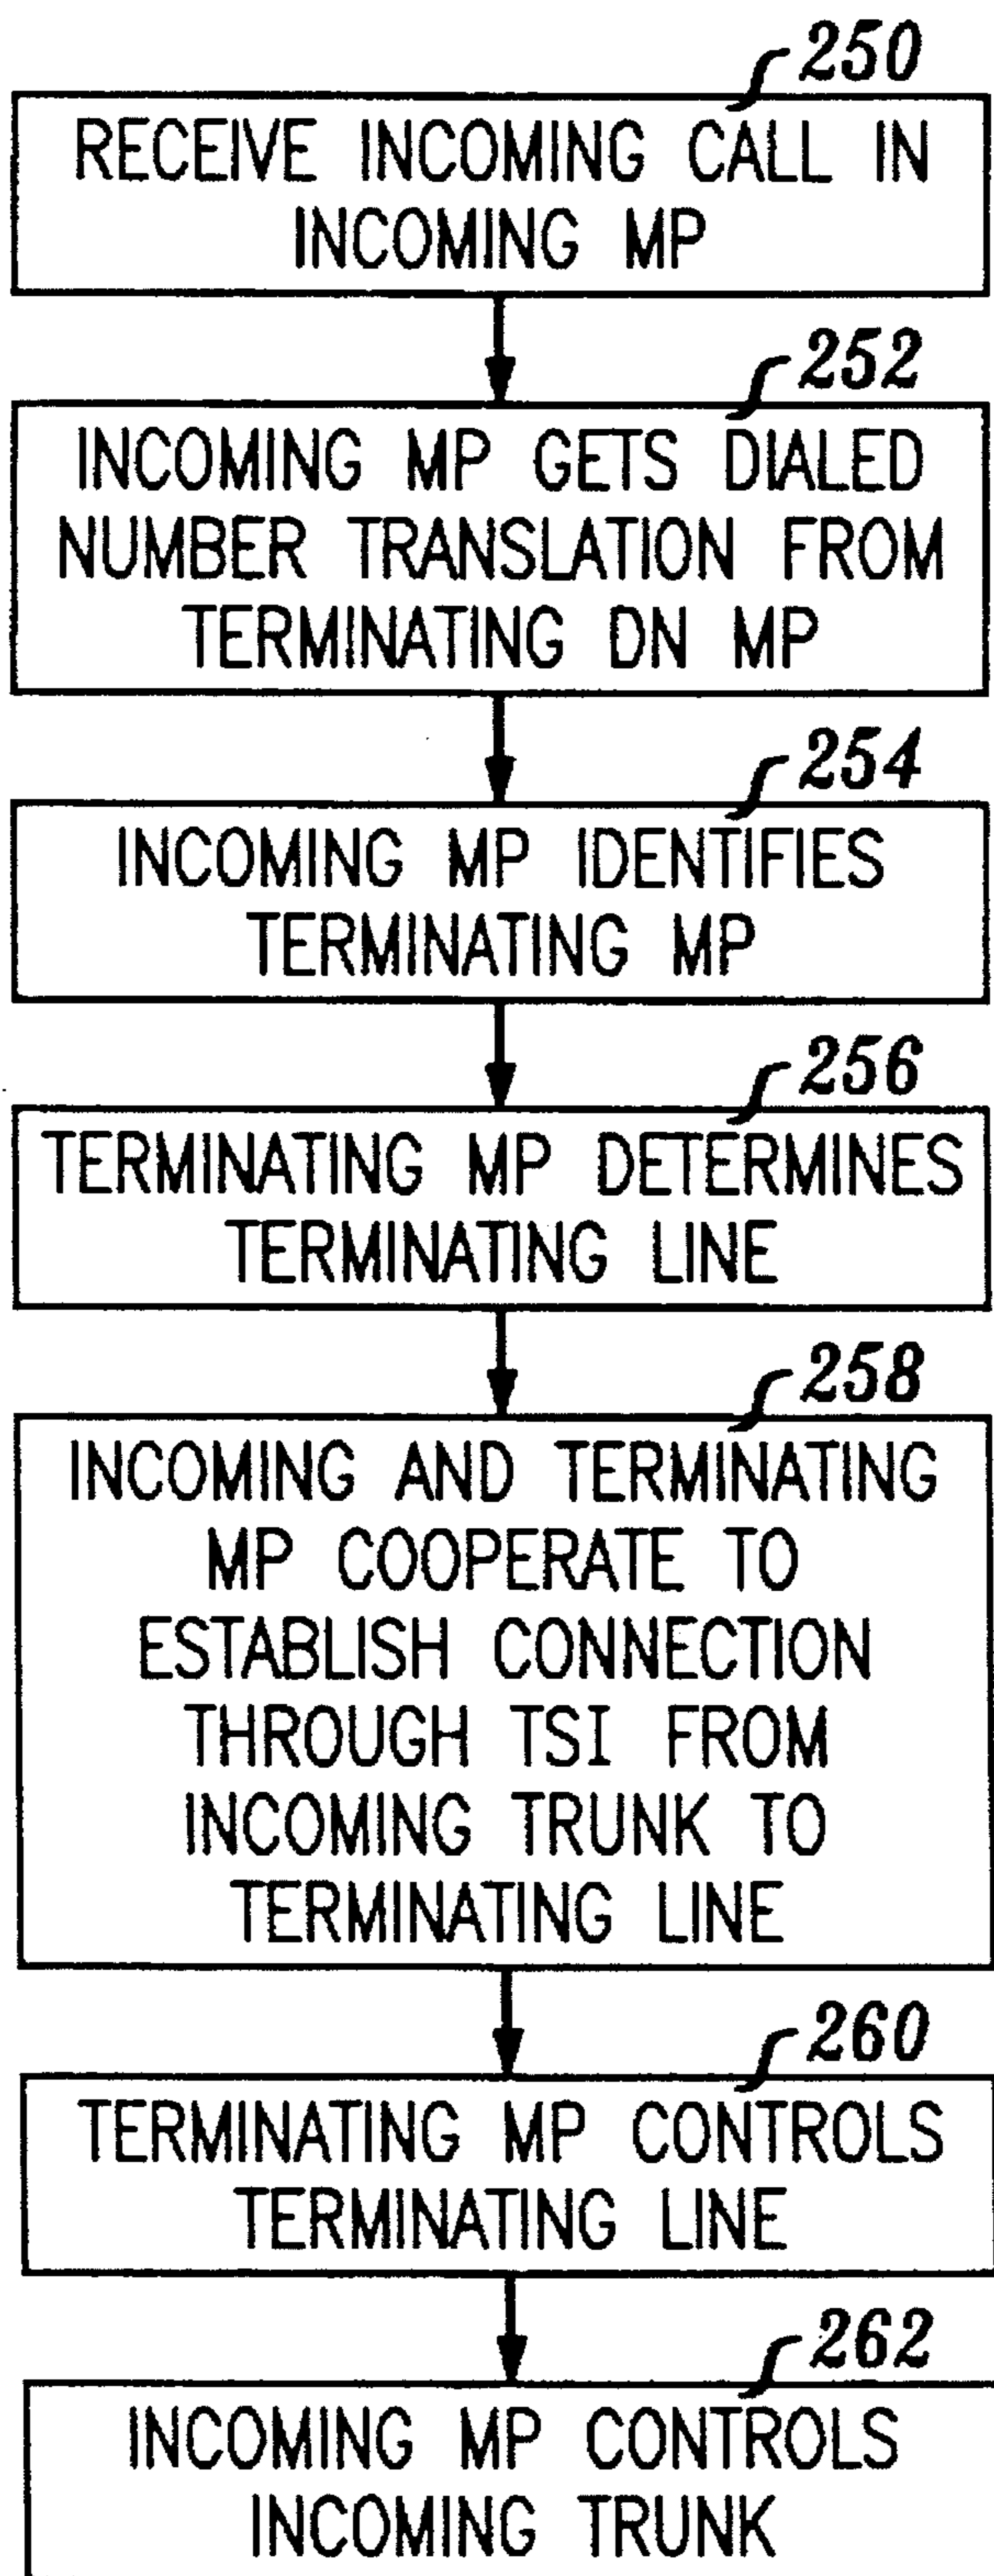 250
RECEIVE INCOMING CALL IN
INCOMING MP
252
INCOMING MP GETS DIALED
NUMBER TRANSLATION FROM
TERMINATING DN MP
254
INCOMING MP IDENTIFIES
TERMINATING MP
256
TERMINATING MP DETERMINES
TERMINATING LINE
258
INCOMING AND TERMINATING
MP COOPERATE TO
ESTABLISH CONNECTION
THROUGH TSI FROM
INCOMING TRUNK TO
TERMINATING LINE
260
TERMINATING MP CONTROLS
TERMINATING LINE
262
INCOMING MP CONTROLS
INCOMING TRUNK